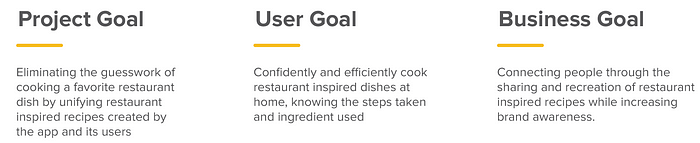 Project Goal
Eliminating the guesswork of
cooking a favorite restaurant
dish by unifying restaurant
inspired recipes created by
the app and its users
User Goal
Confidently and efficiently cook
restaurant inspired dishes at
home, knowing the steps taken
and ingredient used
Business Goal
Connecting people through the
sharing and recreation of restaurant
inspired recipes while increasing
brand awareness.